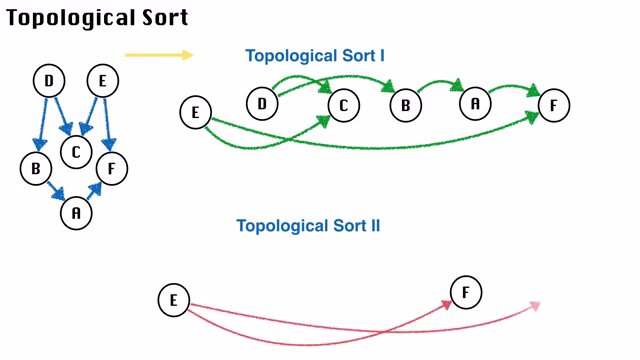 Topological Sort
Topological Sort I
D E
E D C B A F
B C F
A
Topological Sort II
E F